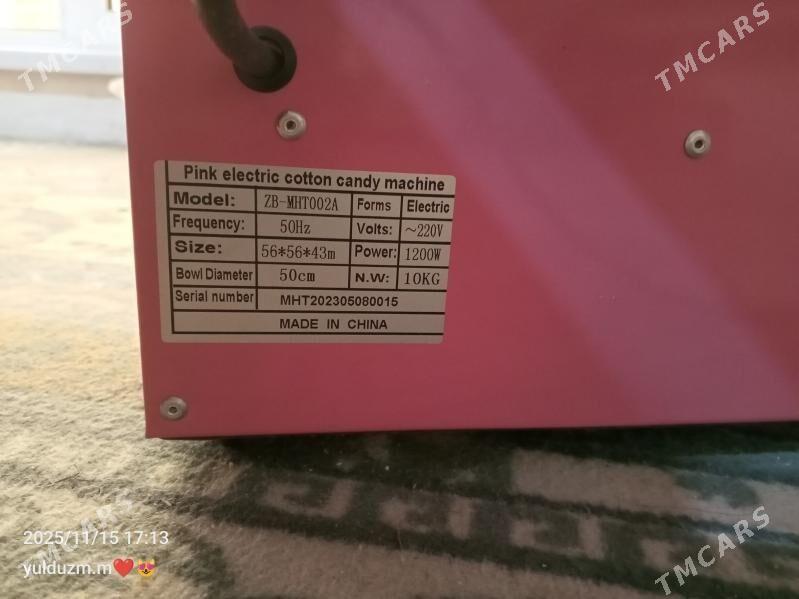 TMCARS
TMCARS
Pink electric cotton candy machine
Model: ZB-MHT002A Forms Electric
Frequency: 50Hz Volts: ~220V
Size: 56*56*43m Power: 1200W
Bowl Diameter 50cm N.W: 10KG
Serial number MHT202305080015
MADE IN CHINA
TMCARS
TMCARS
2025/11/15 17:13
yulduzm.m❤️😍